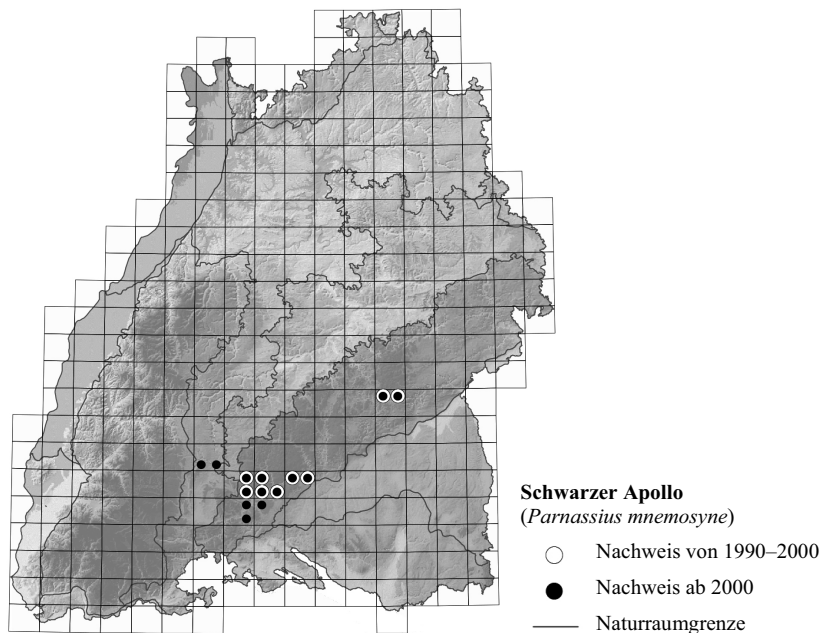 Schwarzer Apollo
(Parnassius mnemosyne)
Nachweis von 1990–2000
Nachweis ab 2000
Naturraumgrenze